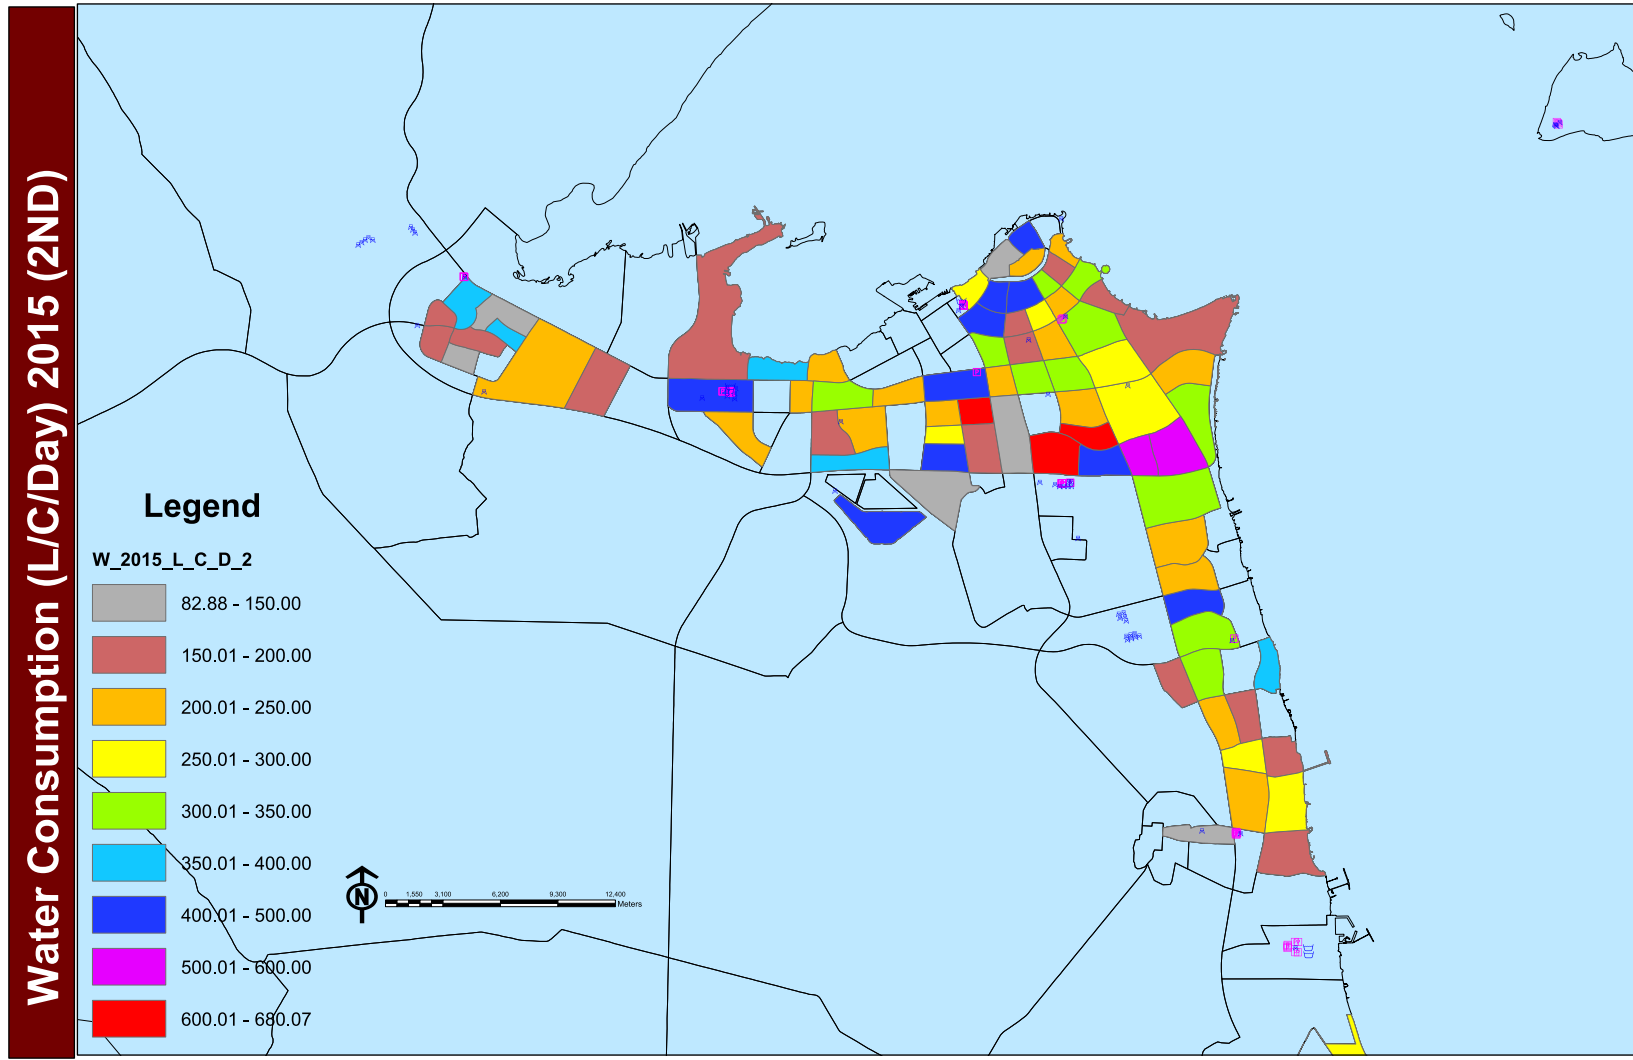 Water Consumption (L/C/Day) 2015 (2ND)
Legend
W_2015_L_C_D_2
82.88 - 150.00
150.01 - 200.00
200.01 - 250.00
250.01 - 300.00
300.01 - 350.00
350.01 - 400.00
400.01 - 500.00
500.01 - 600.00
600.01 - 680.07
N
0 1,550 3,100 6,200 9,300 12,400
Meters